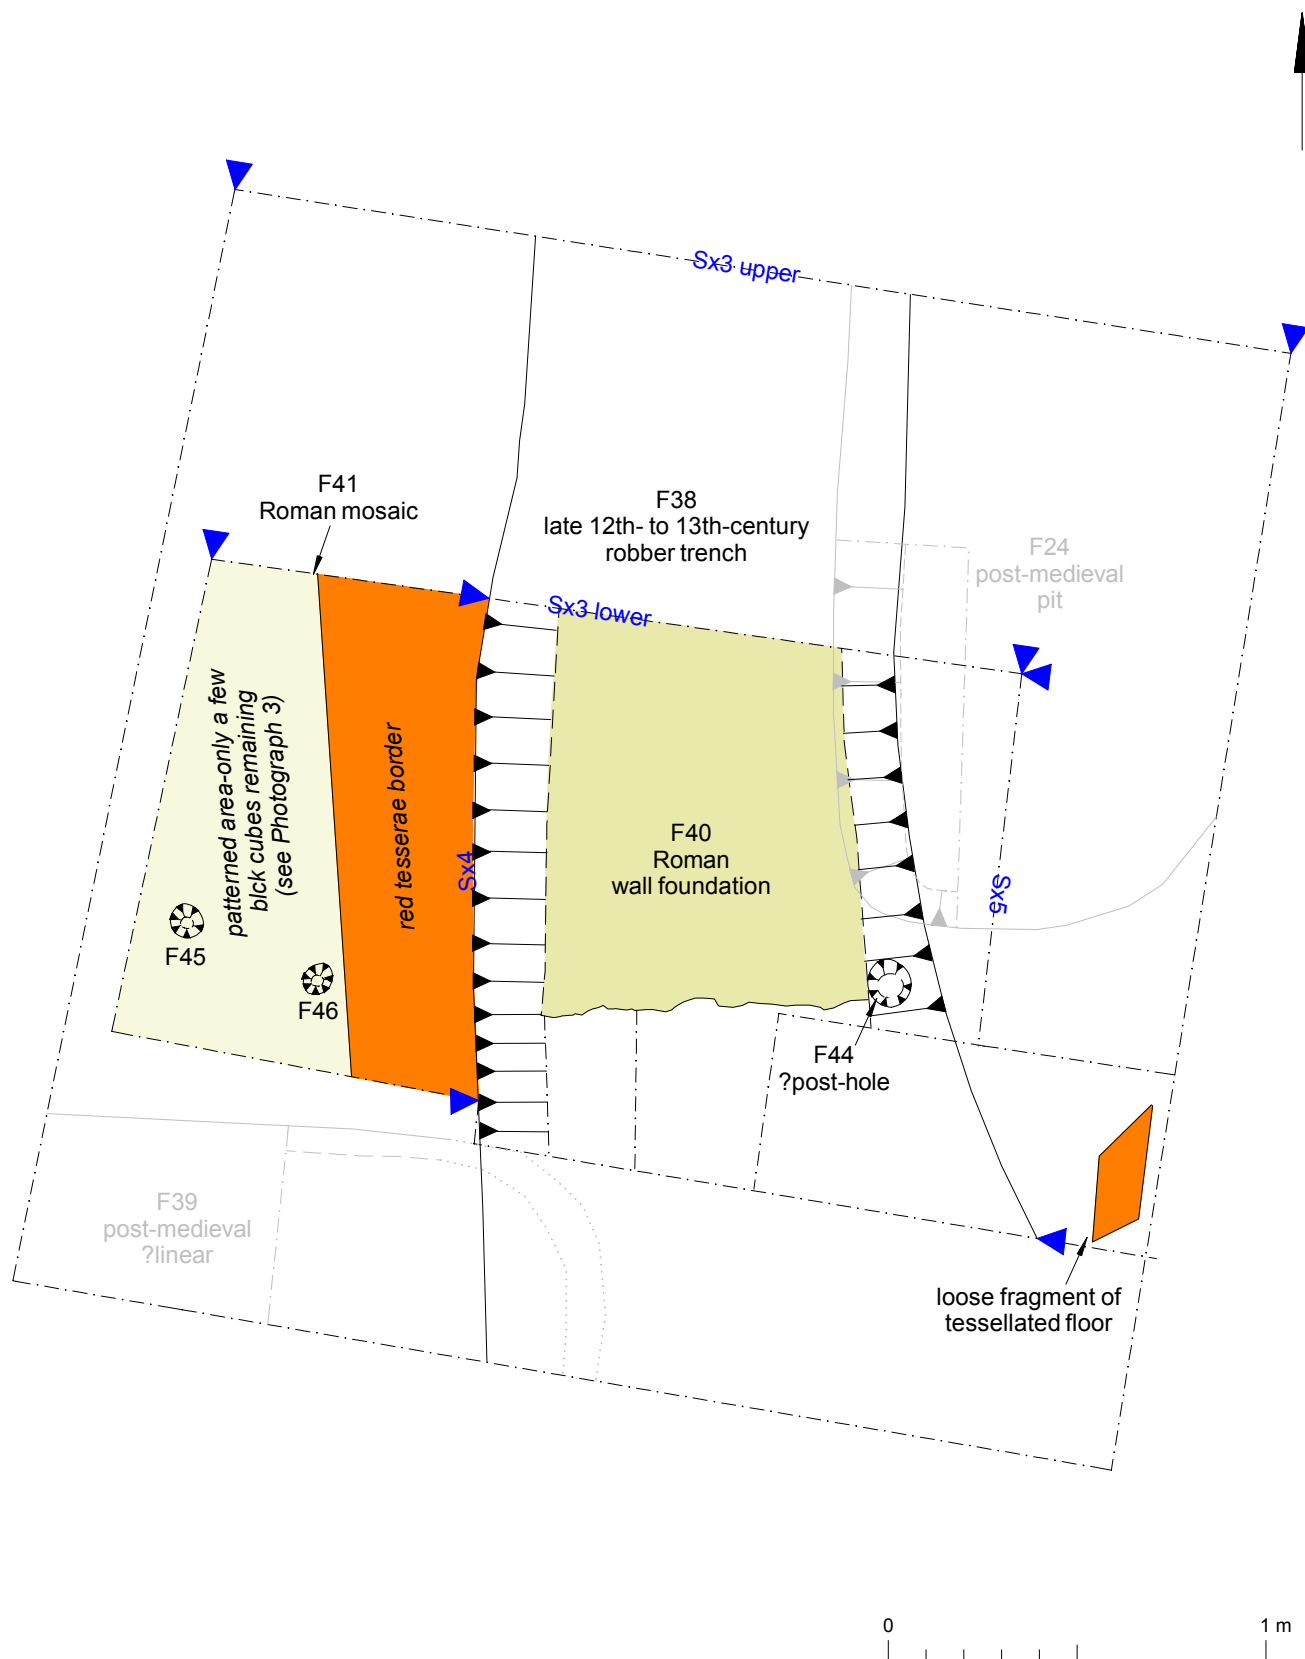 Sx3 upper
F41
Roman mosaic
F38
late 12th- to 13th-century
robber trench
F24
post-medieval
pit
Sx3 lower
patterned area-only a few
blck cubes remaining
(see Photograph 3)
red tesserae border
Sx4
F40
Roman
wall foundation
Sx5
F45
F46
F44
?post-hole
F39
post-medieval
?linear
loose fragment of
tessellated floor
0
1 m